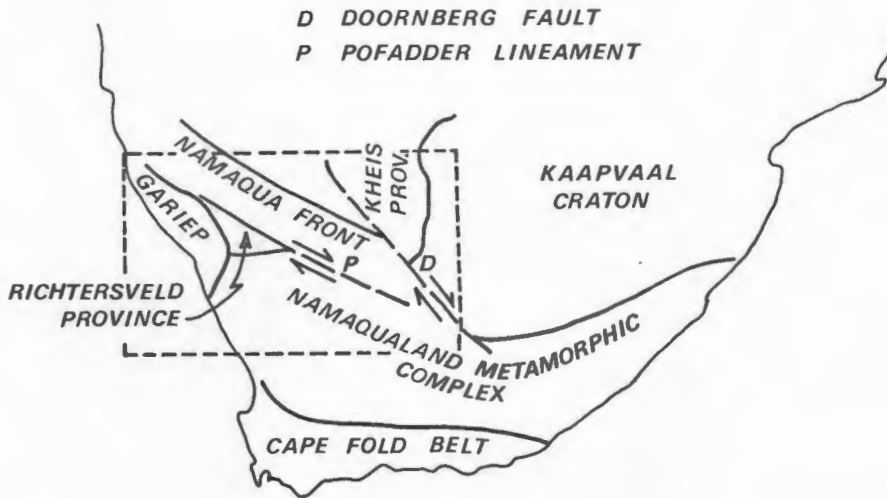 D DOORNBERG FAULT
P POFADDER LINEAMENT
NAMAQUA FRONT
KHEIS
PROV.
KAAPVAAL
CRATON
GARIEP
P
D
RICHTERSVELD
PROVINCE
NAMAQUALAND METAMORPHIC
COMPLEX
CAPE FOLD BELT